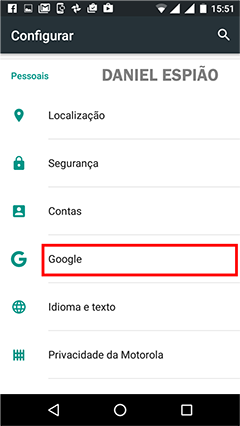 15:51
Configurar
Pessoais
DANIEL ESPIÃO
Localização
Segurança
Contas
Google
Idioma e texto
Privacidade da Motorola